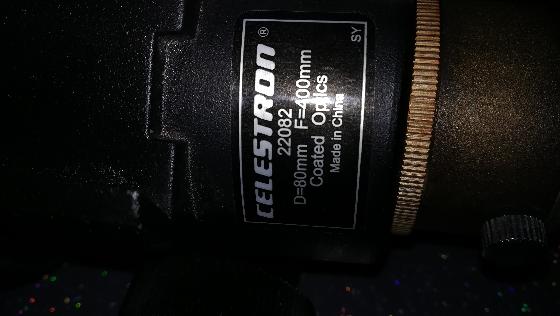 CELESTRON®
22082
D=80mm F=400mm
Coated Optics
Made in China
SY